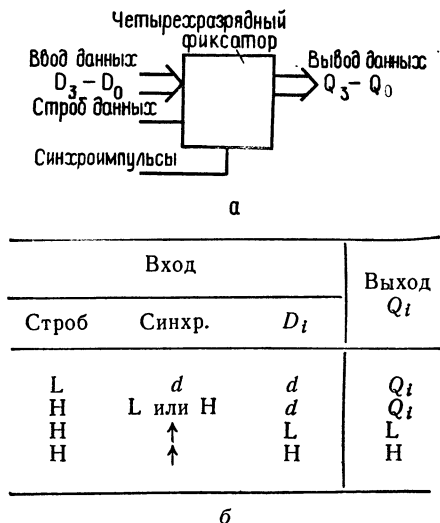 Четырехразрядный
фиксатор
Ввод данных
D₃ – D₀
Строб данных
Синхроимпульсы
Вывод данных
Q₃ – Q₀
а
Вход
Выход
Qᵢ
Строб Синхр. Dᵢ
L d d Qᵢ
H L или H d Qᵢ
H ↑ L L
H ↑ H H
б